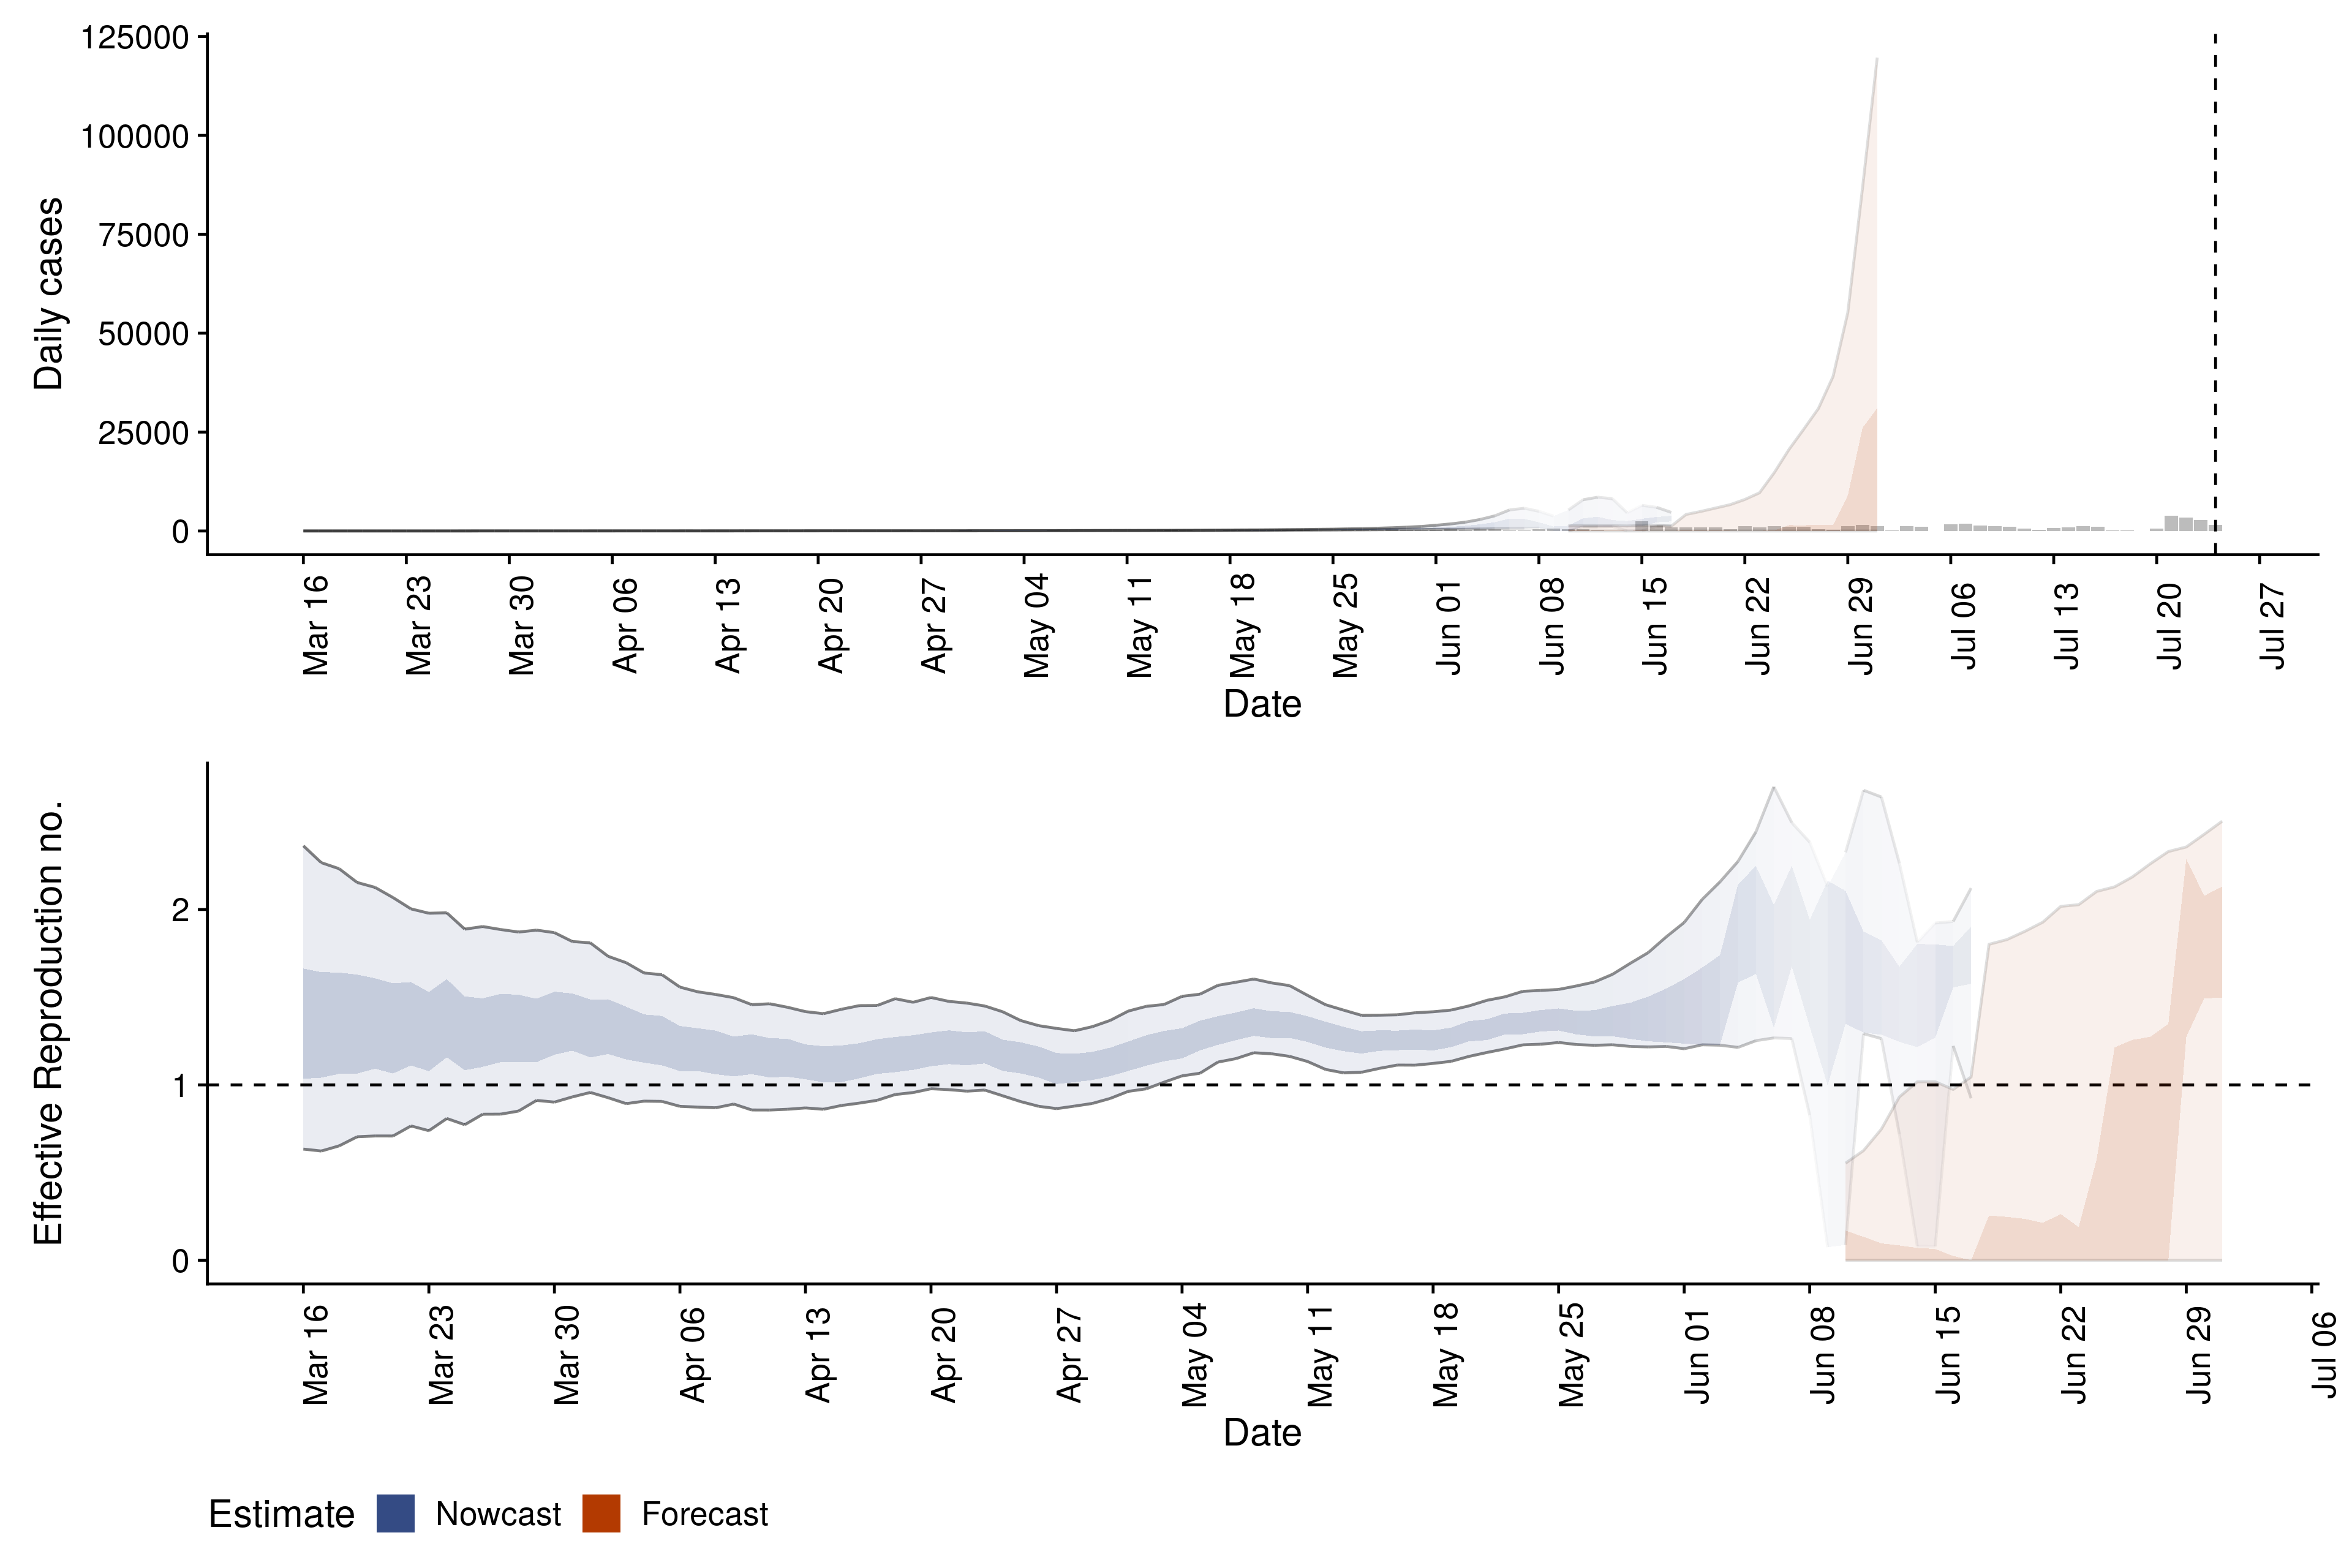 125000
100000
75000
50000
25000
0
Daily cases
Mar 16
Mar 23
Mar 30
Apr 06
Apr 13
Apr 20
Apr 27
May 04
May 11
May 18
May 25
Jun 01
Jun 08
Jun 15
Jun 22
Jun 29
Jul 06
Jul 13
Jul 20
Jul 27
Date
2
1
0
Effective Reproduction no.
Mar 16
Mar 23
Mar 30
Apr 06
Apr 13
Apr 20
Apr 27
May 04
May 11
May 18
May 25
Jun 01
Jun 08
Jun 15
Jun 22
Jun 29
Jul 06
Date
Estimate Nowcast Forecast